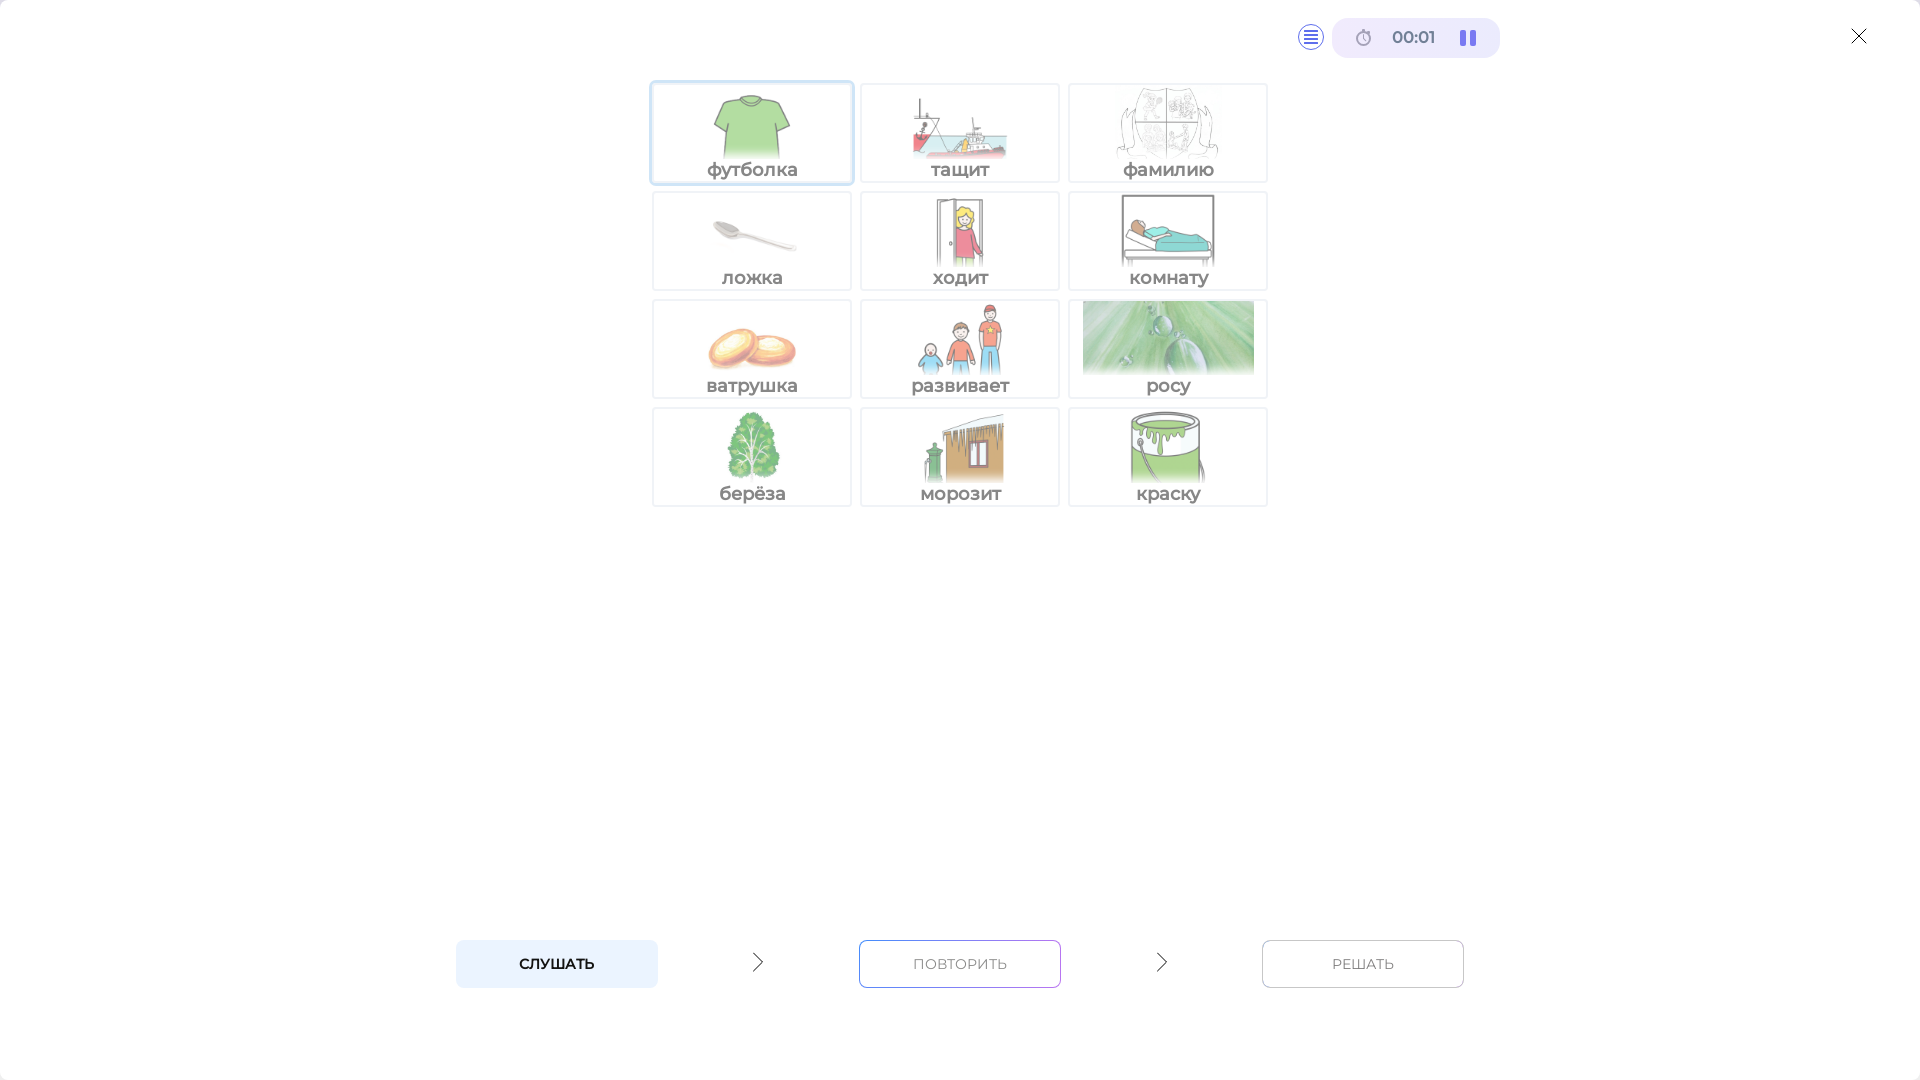 00:01
футболка тащит фамилию
ложка ходит комнату
ватрушка развивает росу
берёза морозит краску
СЛУШАТЬ ПОВТОРИТЬ РЕШАТЬ